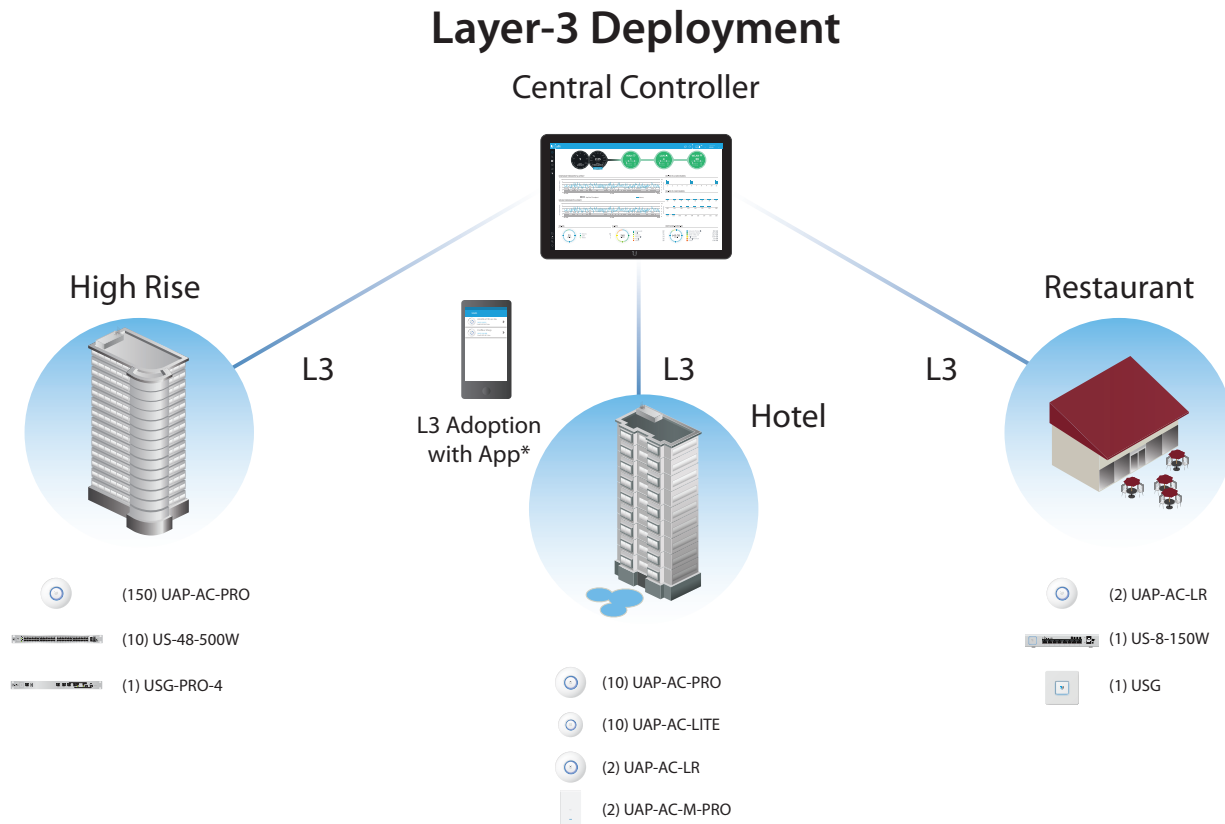 Layer-3 Deployment
Central Controller
High Rise
Restaurant
L3
L3
L3
Hotel
L3 Adoption
with App*
(150) UAP-AC-PRO
(10) US-48-500W
(1) USG-PRO-4
(10) UAP-AC-PRO
(10) UAP-AC-LITE
(2) UAP-AC-LR
(2) UAP-AC-M-PRO
(2) UAP-AC-LR
(1) US-8-150W
(1) USG